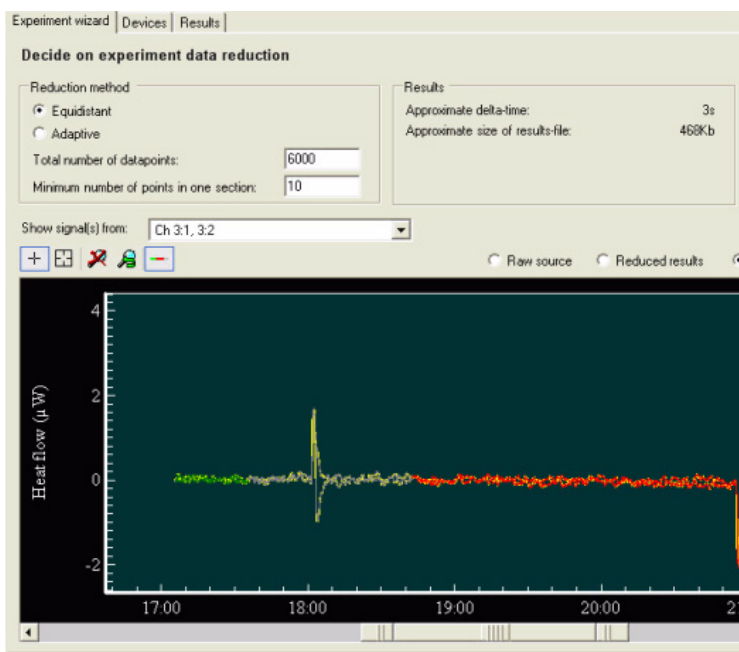 Experiment wizard Devices Results
Decide on experiment data reduction
Reduction method
Equidistant
Adaptive
Total number of datapoints: 6000
Minimum number of points in one section: 10
Results
Approximate delta-time: 3s
Approximate size of results-file: 468Kb
Show signal(s) from: Ch 3:1, 3:2
Raw source Reduced results
Heat flow (µW)
4
2
0
-2
17:00 18:00 19:00 20:00